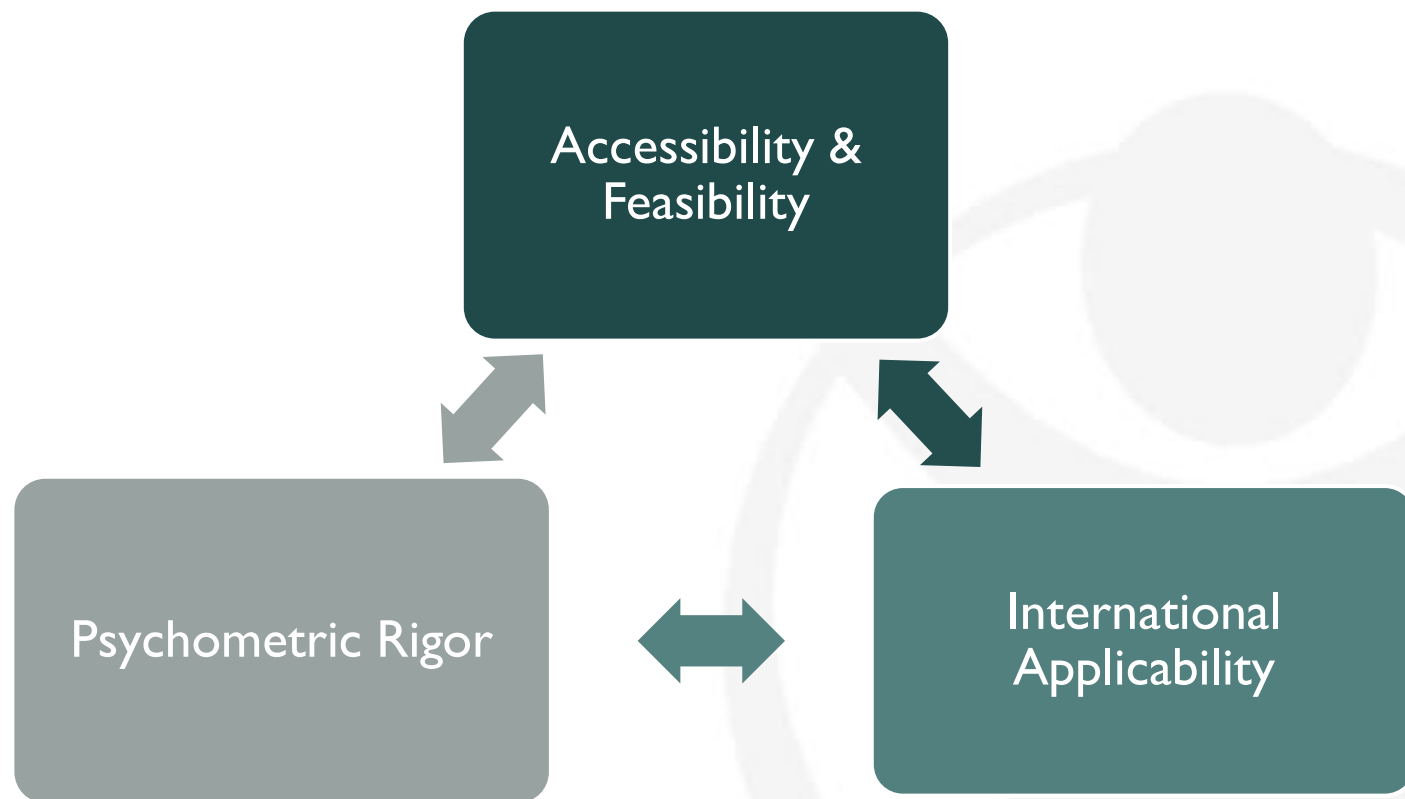 Accessibility &
Feasibility
Psychometric Rigor
International
Applicability